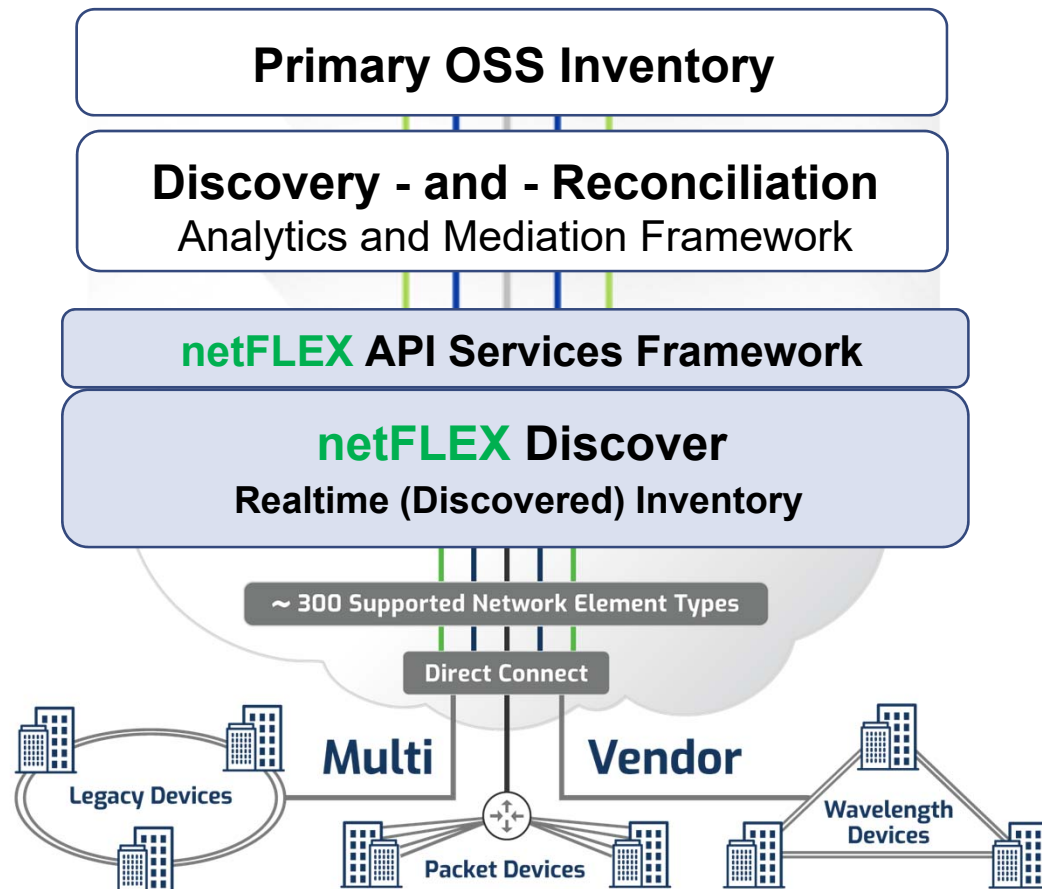 Primary OSS Inventory
Discovery - and - Reconciliation
Analytics and Mediation Framework
netFLEX API Services Framework
netFLEX Discover
Realtime (Discovered) Inventory
~ 300 Supported Network Element Types
Direct Connect
Multi Vendor
Legacy Devices
Wavelength
Devices
Packet Devices